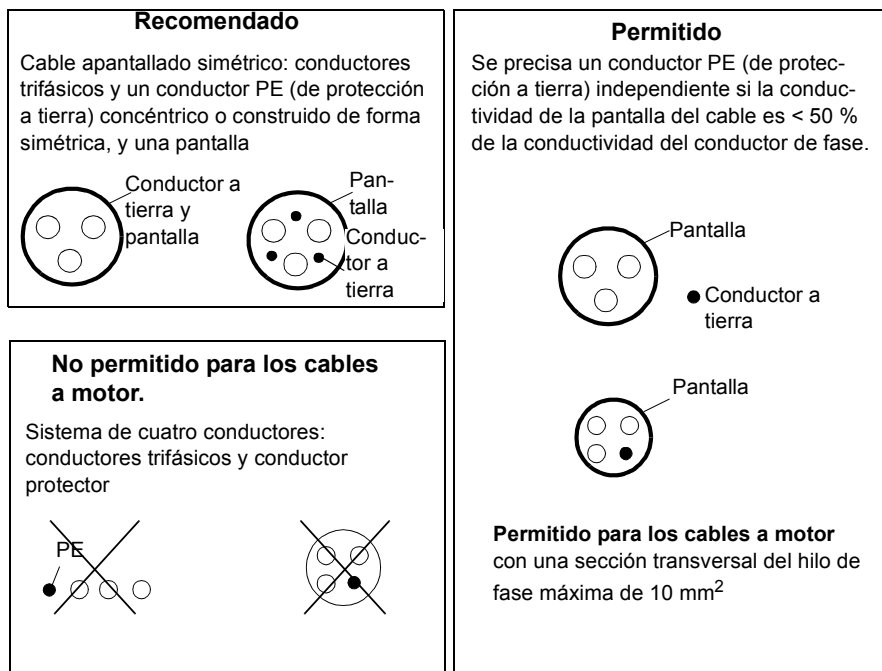 Recomendado
Cable apantallado simétrico: conductores
trifásicos y un conductor PE (de protección
a tierra) concéntrico o construido de forma
simétrica, y una pantalla
Conductor a
tierra y
pantalla
Pan-
talla
Conduc-
tor a
tierra
No permitido para los cables
a motor.
Sistema de cuatro conductores:
conductores trifásicos y conductor
protector
PE
Permitido
Se precisa un conductor PE (de protec-
ción a tierra) independiente si la conduc-
tividad de la pantalla del cable es < 50 %
de la conductividad del conductor de fase.
Pantalla
Conductor a
tierra
Pantalla
Permitido para los cables a motor
con una sección transversal del hilo de
fase máxima de 10 mm²